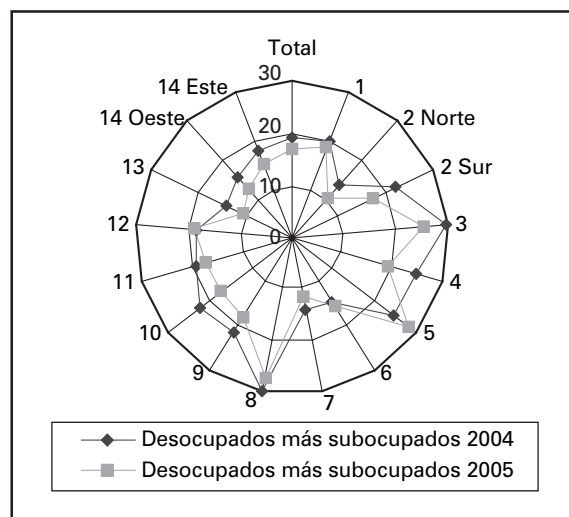 Total
30
14 Este
1
14 Oeste
2 Norte
20
13
2 Sur
10
12
0
3
11
4
10
5
9
6
8
7
Desocupados más subocupados 2004
Desocupados más subocupados 2005